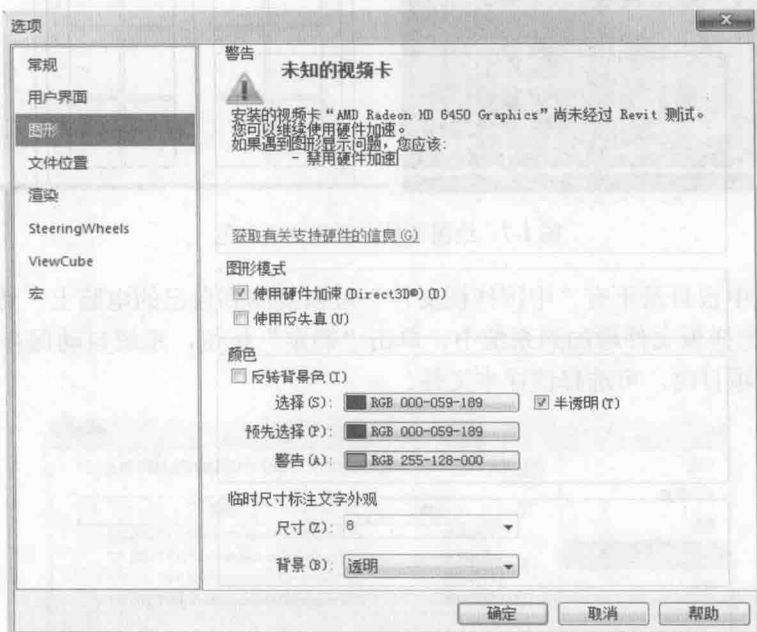 选项
常规
用户界面
图形
文件位置
渲染
SteeringWheels
ViewCube
宏
警告
未知的视频卡
安装的视频卡“AMD Radeon HD 6450 Graphics”尚未经过 Revit 测试。
您可以继续使用硬件加速。
如果遇到图形显示问题，您应该:
- 禁用硬件加速
获取有关支持硬件的信息(G)
图形模式
使用硬件加速(Direct3D®)(D)
使用反失真(U)
颜色
反转背景色(I)
选择(S): RGB 000-059-189 半透明(T)
预先选择(P): RGB 000-059-189
警告(A): RGB 255-128-000
临时尺寸标注文字外观
尺寸(Z): 8
背景(B): 透明
确定 取消 帮助